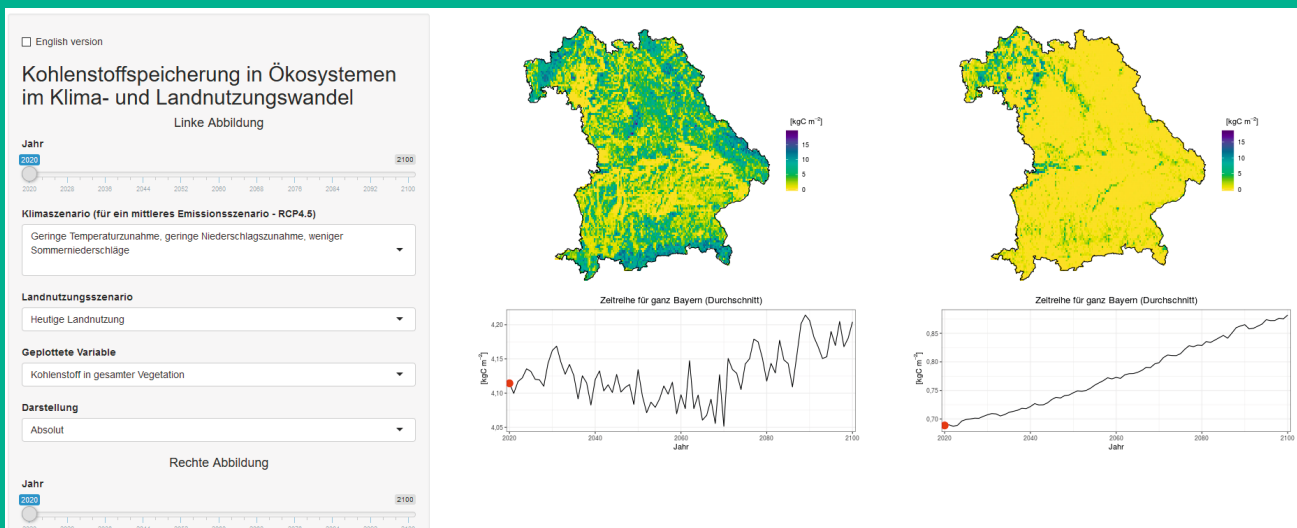 English version
Kohlenstoffspeicherung in Ökosystemen
im Klima- und Landnutzungswandel
Linke Abbildung
Jahr
2020 2100
2020 2028 2036 2044 2052 2060 2068 2076 2084 2092 2100
Klimaszenario (für ein mittleres Emissionsszenario - RCP4.5)
Geringe Temperaturzunahme, geringe Niederschlagszunahme, weniger
Sommerniederschläge
Landnutzungsszenario
Heutige Landnutzung
Geplottete Variable
Kohlenstoff in gesamter Vegetation
Darstellung
Absolut
Rechte Abbildung
Jahr
2020 2100
[kgC m⁻²]
15
10
5
0
Zeitreihe für ganz Bayern (Durchschnitt)
[kgC m⁻²]
4,20
4,15
4,10
4,05
2020 2040 2060 2080 2100
Jahr
[kgC m⁻²]
15
10
5
0
Zeitreihe für ganz Bayern (Durchschnitt)
[kgC m⁻²]
0,85
0,80
0,75
0,70
2020 2040 2060 2080 2100
Jahr